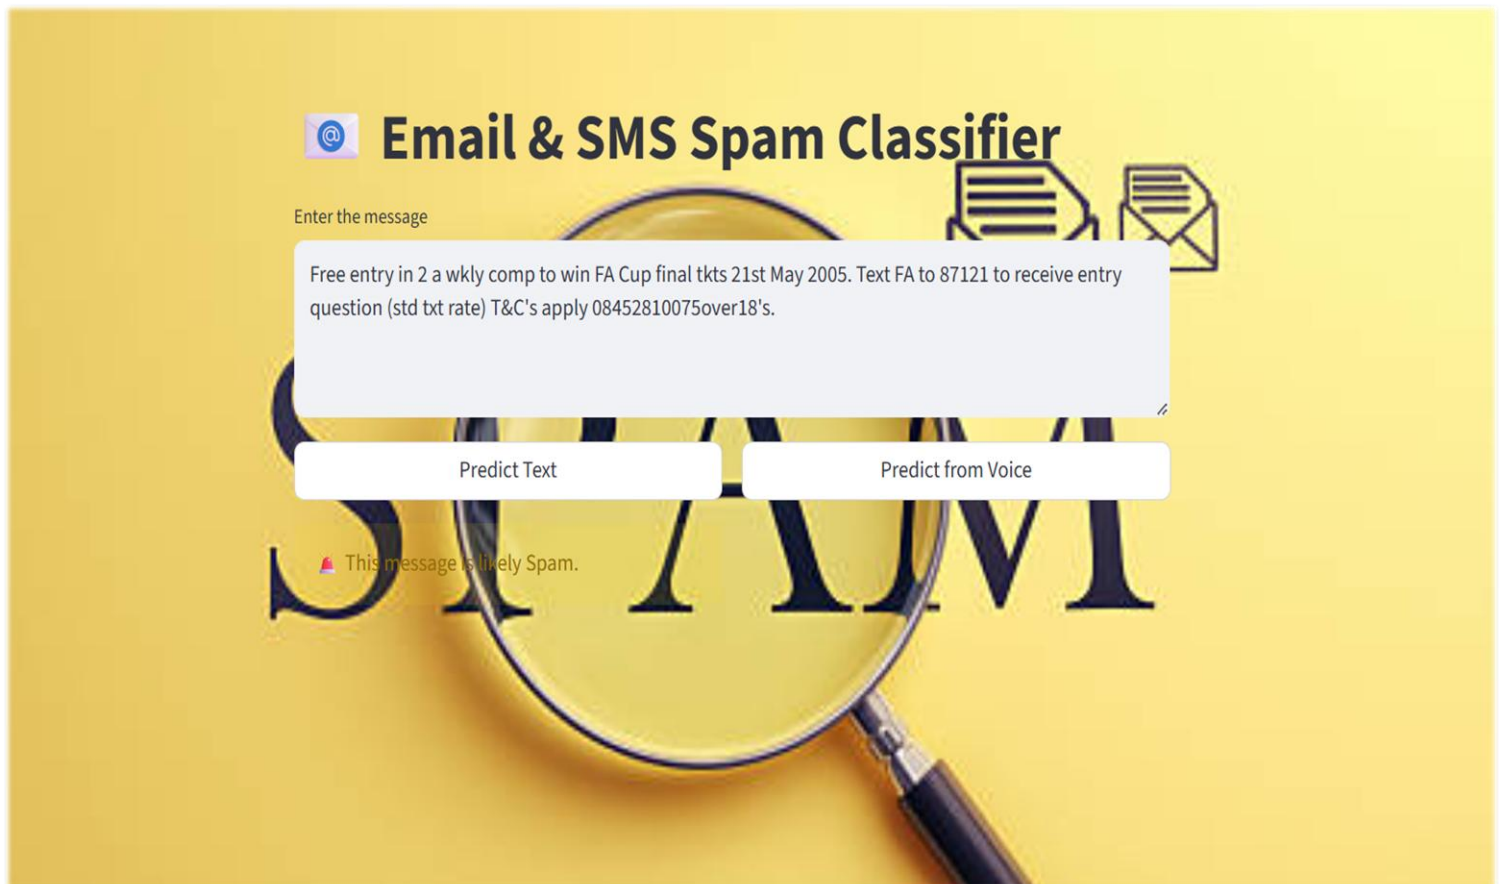 Email & SMS Spam Classifier
Enter the message
Free entry in 2 a wkly comp to win FA Cup final tkts 21st May 2005. Text FA to 87121 to receive entry
question (std txt rate) T&C's apply 08452810075over18's.
Predict Text
Predict from Voice
This message is likely Spam.
SPAM